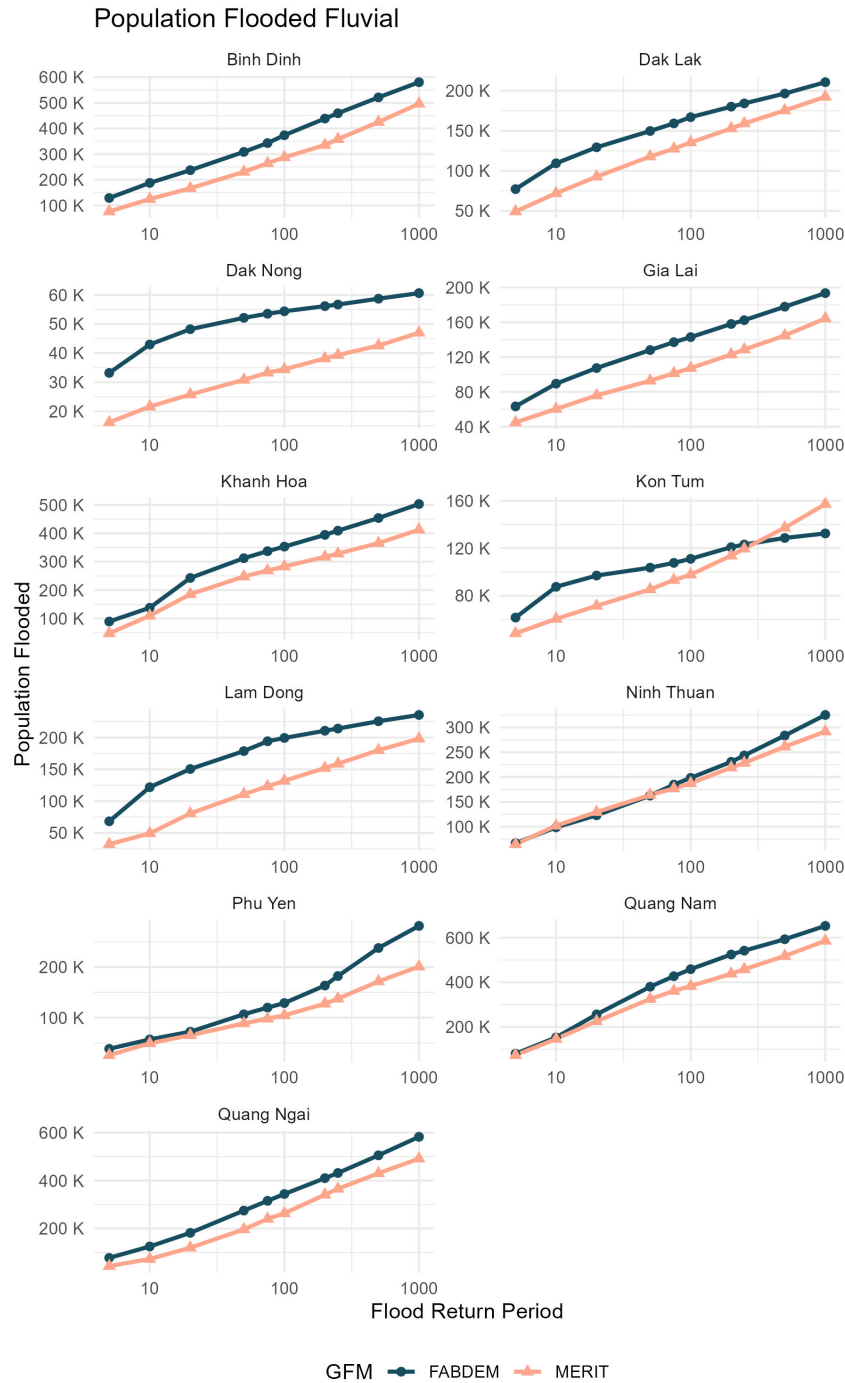 Population Flooded Fluvial
Binh Dinh
Dak Lak
600 K
500 K
400 K
300 K
200 K
100 K
200 K
150 K
100 K
50 K
10 100 1000
10 100 1000
Dak Nong
Gia Lai
60 K
50 K
40 K
30 K
20 K
200 K
160 K
120 K
80 K
40 K
10 100 1000
10 100 1000
Khanh Hoa
Kon Tum
500 K
400 K
300 K
200 K
100 K
160 K
120 K
80 K
10 100 1000
10 100 1000
Population Flooded
Lam Dong
Ninh Thuan
200 K
150 K
100 K
50 K
300 K
250 K
200 K
150 K
100 K
10 100 1000
10 100 1000
Phu Yen
Quang Nam
200 K
100 K
600 K
400 K
200 K
10 100 1000
10 100 1000
Quang Ngai
600 K
400 K
200 K
10 100 1000
Flood Return Period
GFM FABDEM MERIT